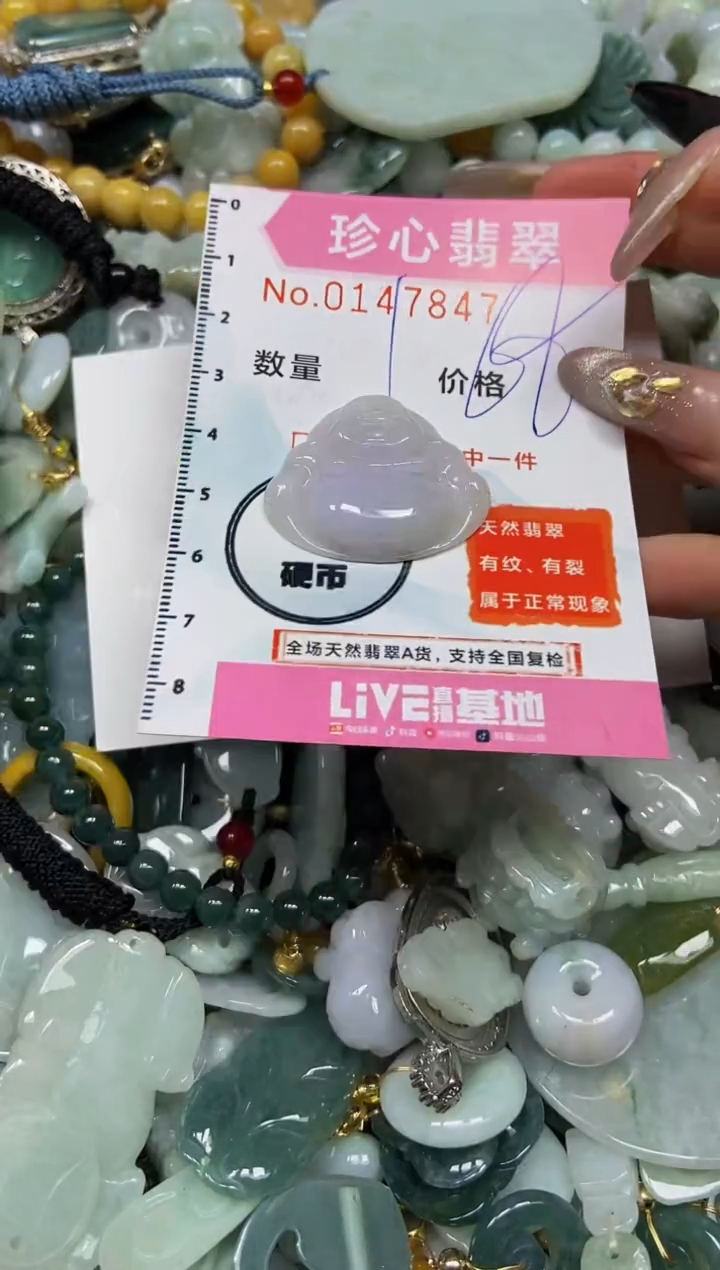 0
珍心翡翠
1
No.0147847
2
数量 1 价格
3
4
中一件
5
天然翡翠
有纹、有裂
6
硬币
属于正常现象
7
全场天然翡翠A货，支持全国复检
8
LiVE直播基地